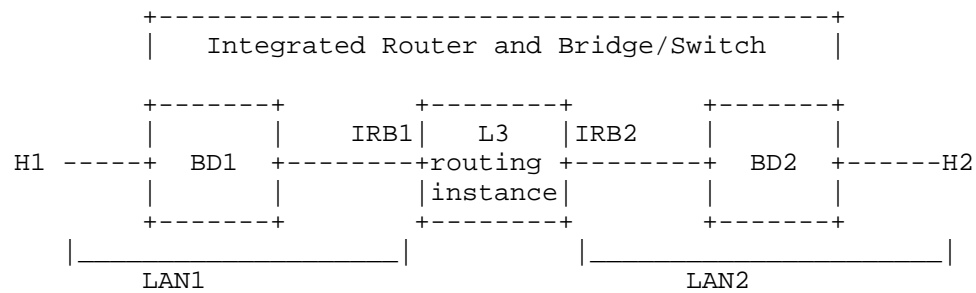 Integrated Router and Bridge/Switch
IRB1 L3 IRB2
H1 BD1 routing BD2 H2
instance
LAN1 LAN2